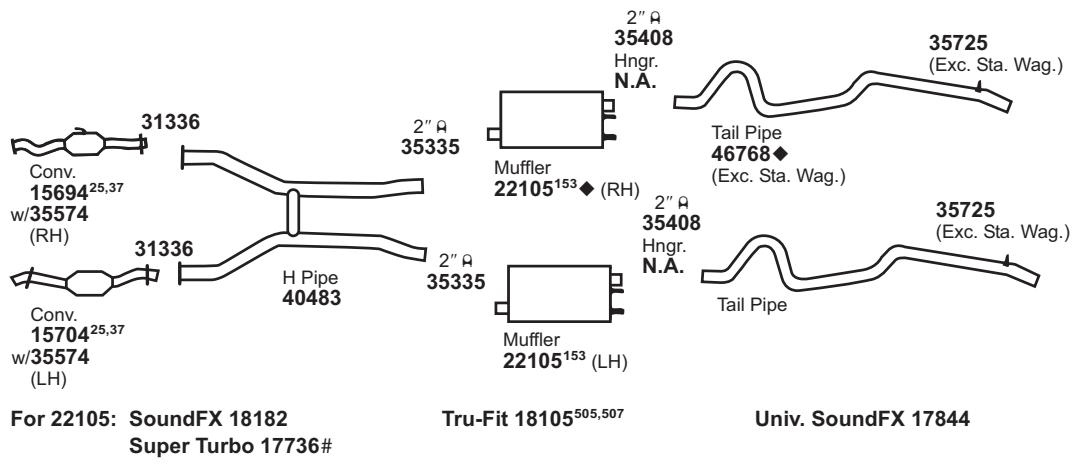 2″
35408
Hngr.
N.A.
35725
(Exc. Sta. Wag.)
31336
2″
35335
Conv.
15694²⁵,³⁷
w/35574
(RH)
Muffler
22105¹⁵³◆ (RH)
Tail Pipe
46768◆
(Exc. Sta. Wag.)
2″
35408
Hngr.
N.A.
35725
(Exc. Sta. Wag.)
31336
H Pipe
40483
2″
35335
Conv.
15704²⁵,³⁷
w/35574
(LH)
Muffler
22105¹⁵³ (LH)
Tail Pipe
For 22105: SoundFX 18182 Tru-Fit 18105⁵⁰⁵,⁵⁰⁷ Univ. SoundFX 17844
Super Turbo 17736#